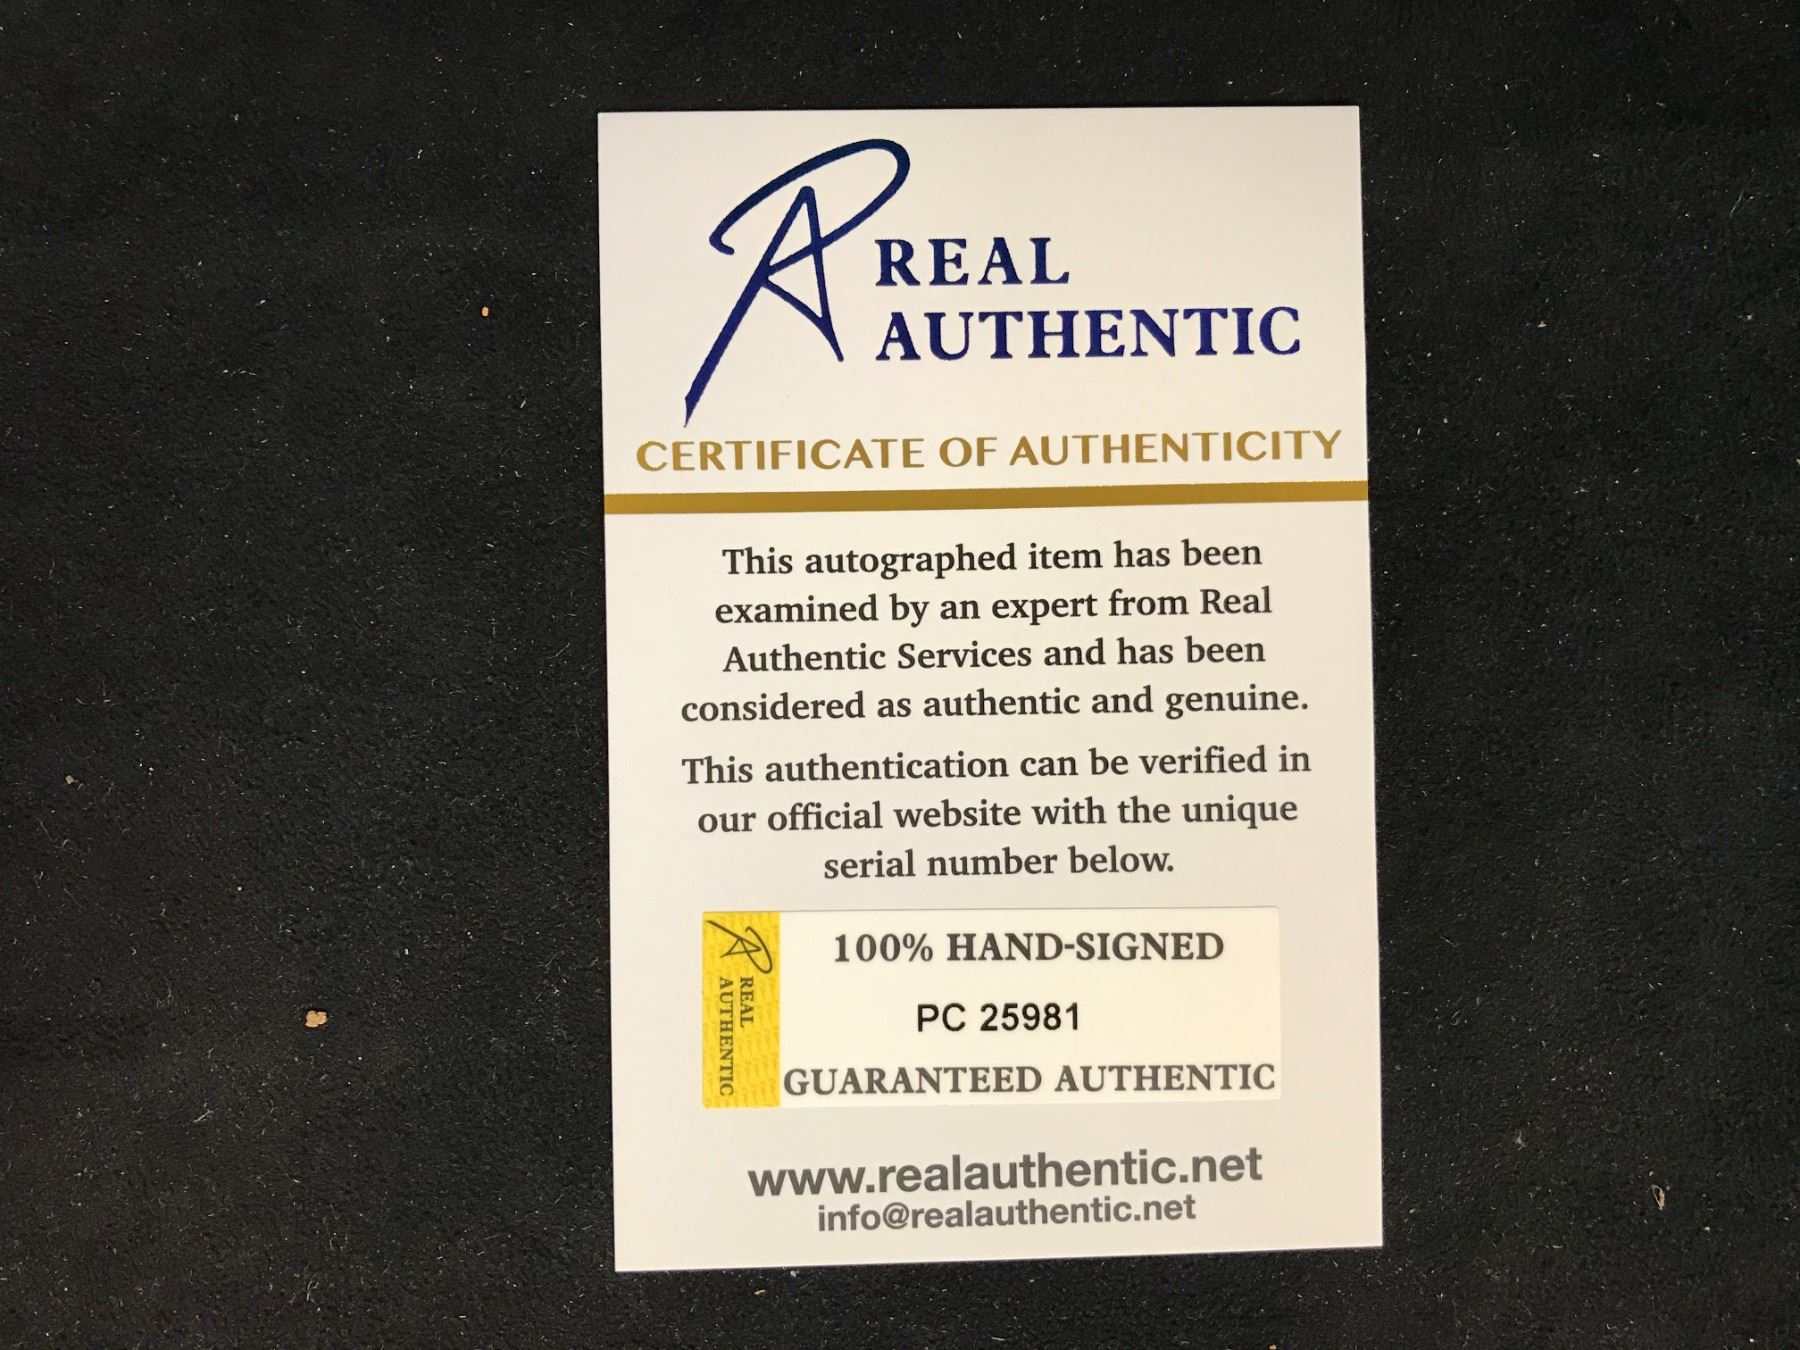 REAL
AUTHENTIC
CERTIFICATE OF AUTHENTICITY
This autographed item has been
examined by an expert from Real
Authentic Services and has been
considered as authentic and genuine.
This authentication can be verified in
our official website with the unique
serial number below.
REAL
AUTHENTIC
100% HAND-SIGNED
PC 25981
GUARANTEED AUTHENTIC
www.realauthentic.net
info@realauthentic.net